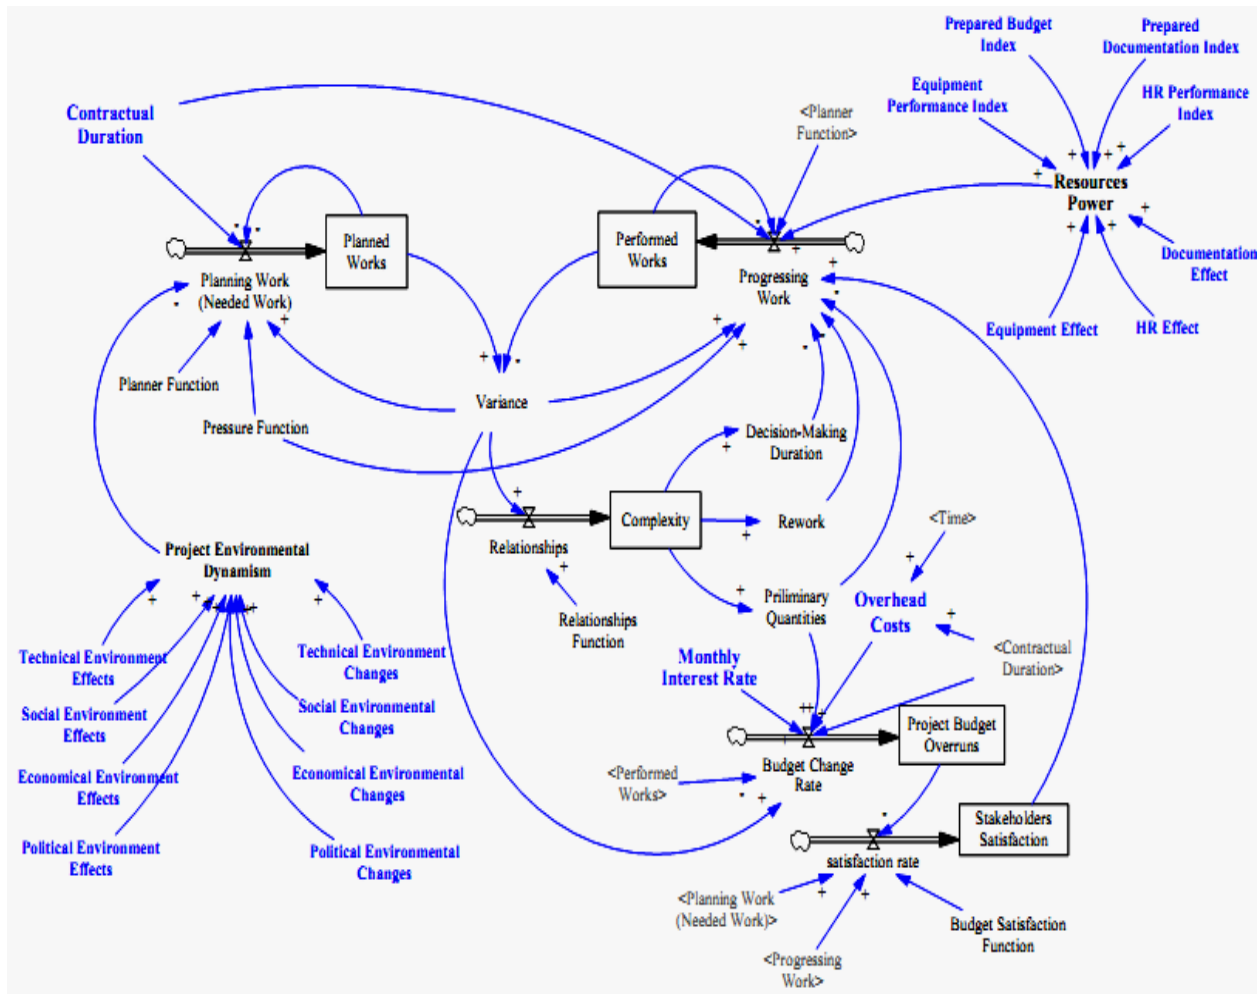 Prepared Budget
Index
Prepared
Documentation Index
Equipment
Performance Index
HR Performance
Index
Contractual
Duration
<Planner
Function>
Resources
Power
Planned
Works
Performed
Works
Planning Work
(Needed Work)
Progressing
Work
Documentation
Effect
Equipment Effect
HR Effect
Planner Function
Variance
Pressure Function
Decision-Making
Duration
Complexity
Rework
<Time>
Relationships
Project Environmental
Dynamism
Relationships
Function
Priliminary
Quantities
Overhead
Costs
<Contractual
Duration>
Monthly
Interest Rate
Technical Environment
Effects
Technical Environment
Changes
Social Environment
Effects
Social Environmental
Changes
Project Budget
Overruns
Economical Environment
Effects
Economical Environmental
Changes
<Performed
Works>
Budget Change
Rate
Stakeholders
Satisfaction
Political Environment
Effects
Political Environmental
Changes
satisfaction rate
<Planning Work
(Needed Work)>
Budget Satisfaction
Function
<Progressing
Work>